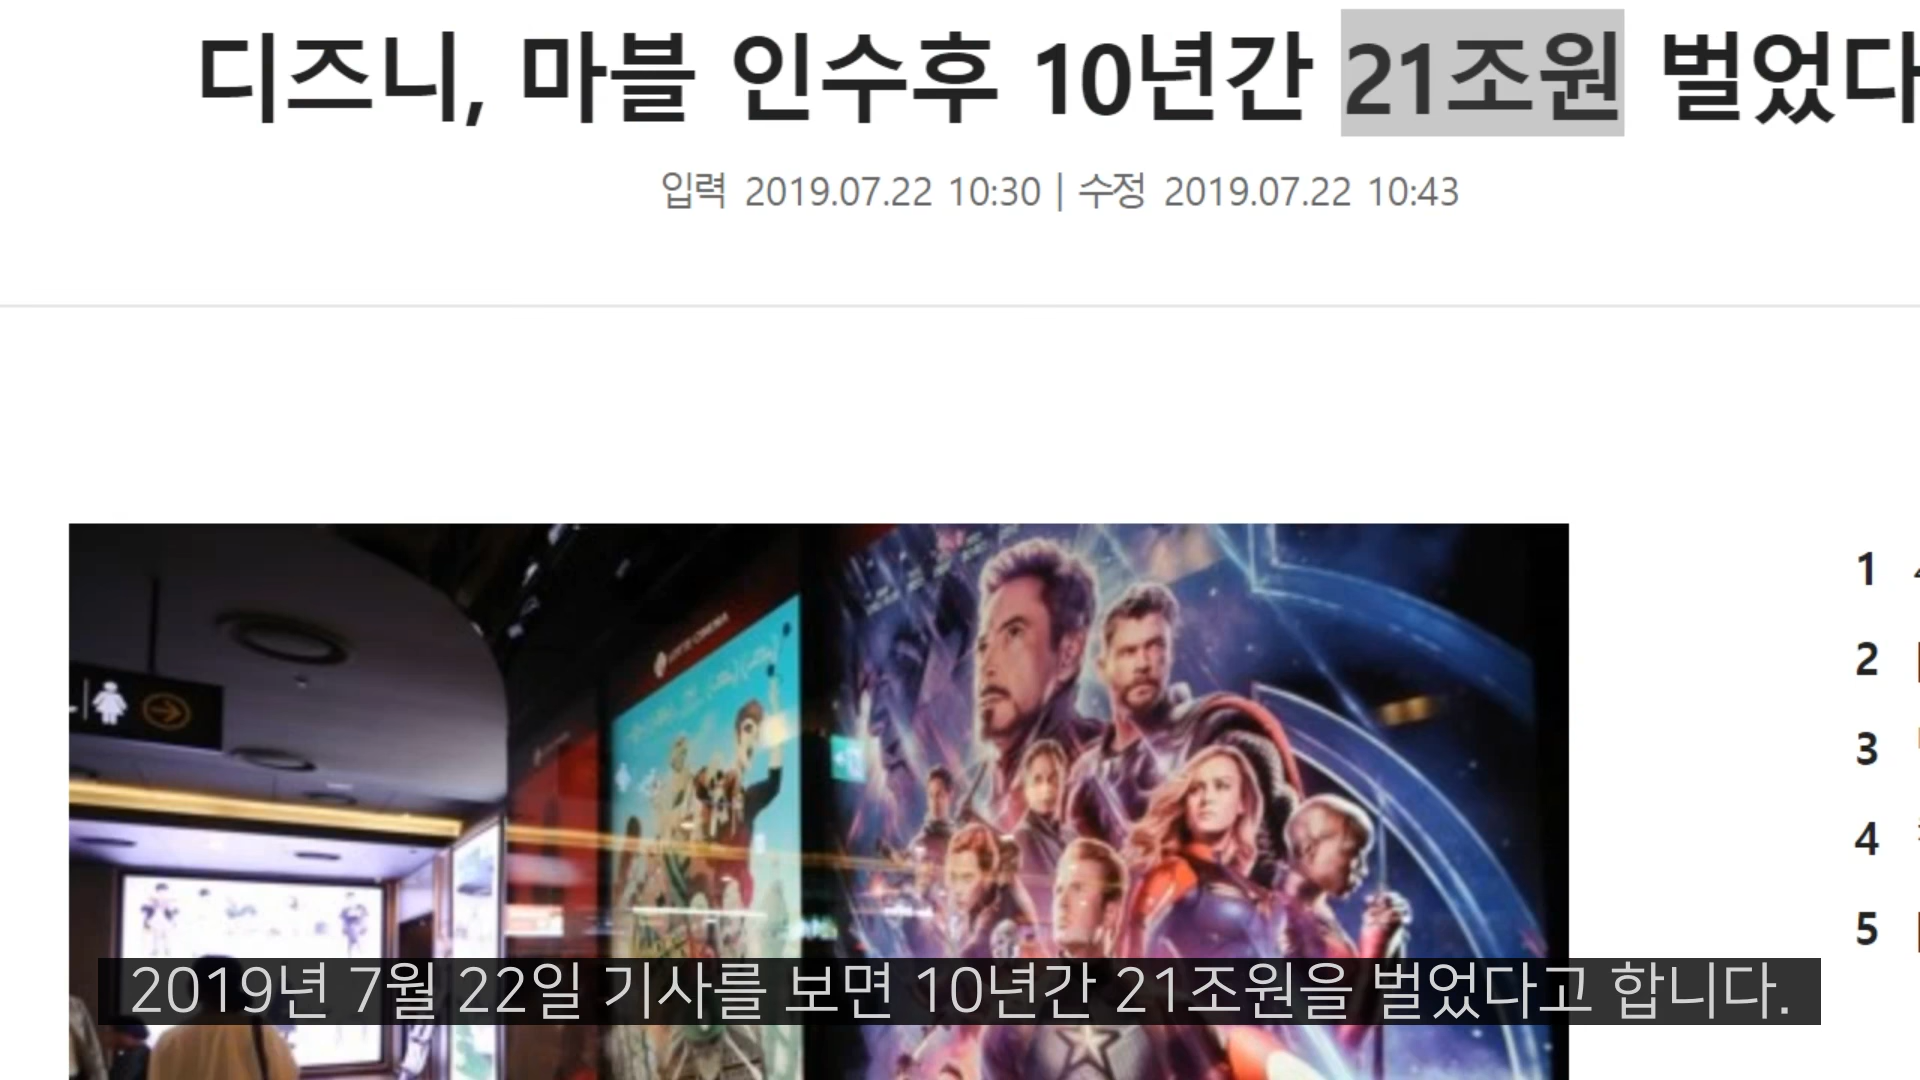 디즈니, 마블 인수후 10년간 21조원 벌었다
입력 2019.07.22 10:30 | 수정 2019.07.22 10:43
1
2
3
4
5
2019년 7월 22일 기사를 보면 10년간 21조원을 벌었다고 합니다.